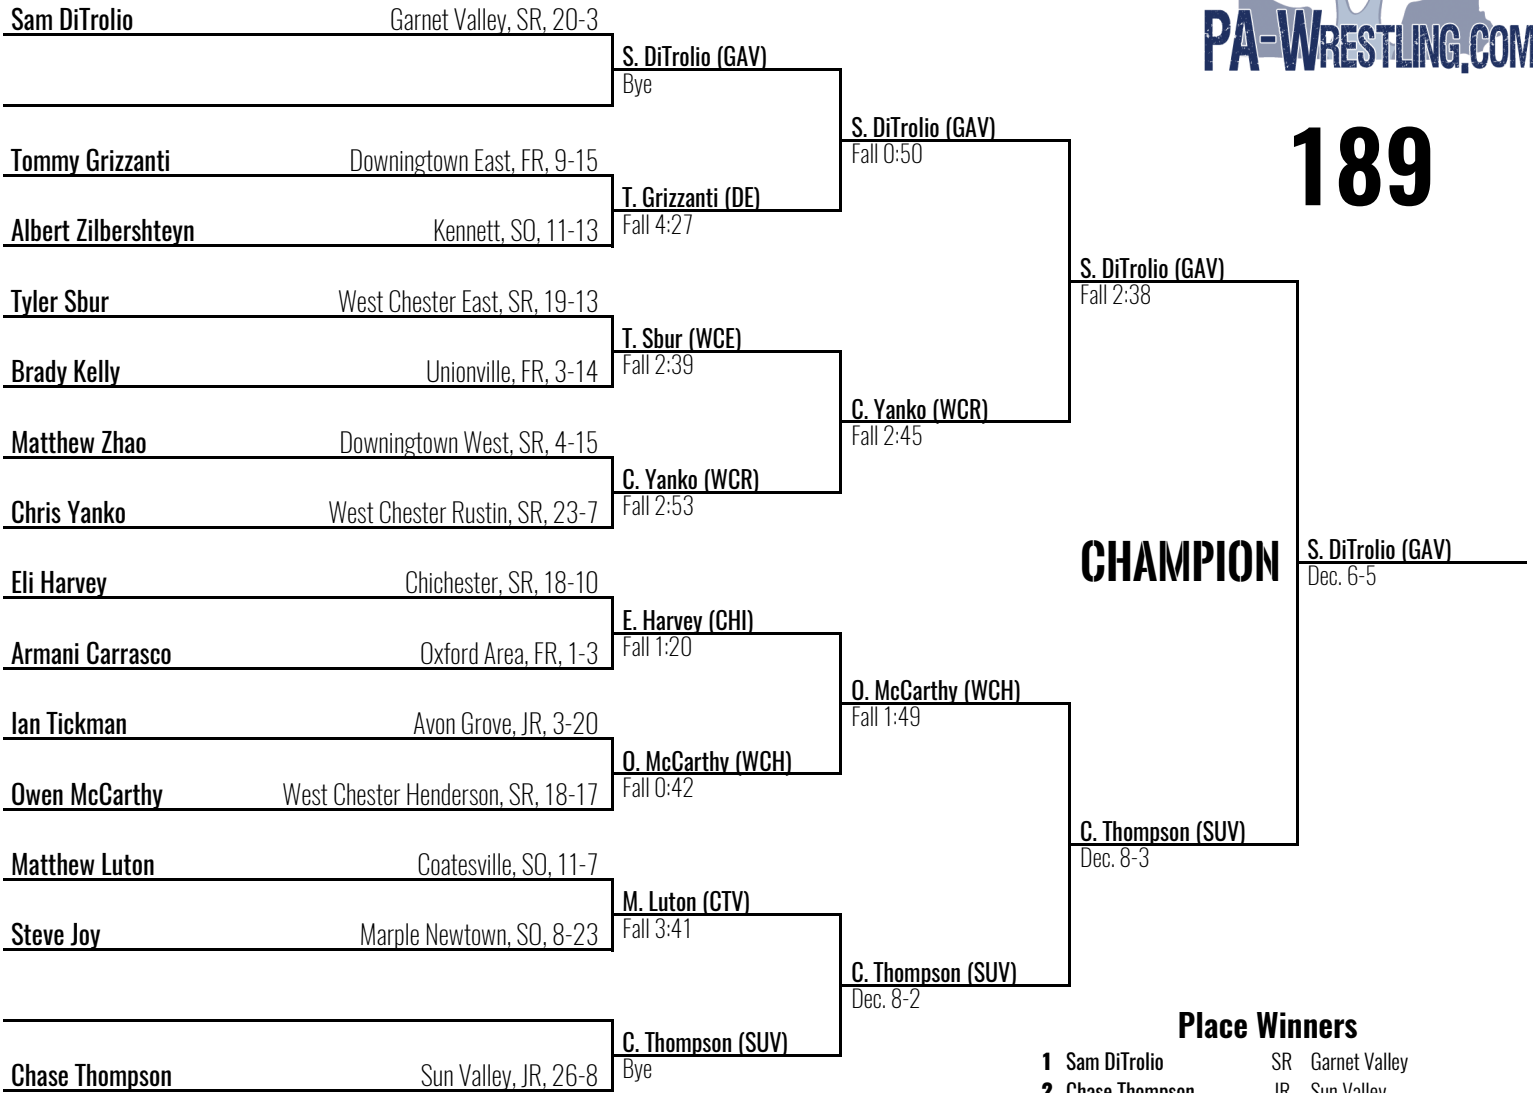 PA-WRESTLING.COM
189
Sam DiTrolio Garnet Valley, SR, 20-3
S. DiTrolio (GAV)
Bye
S. DiTrolio (GAV)
Fall 0:50
Tommy Grizzanti Downingtown East, FR, 9-15
T. Grizzanti (DE)
Fall 4:27
Albert Zilbershteyn Kennett, SO, 11-13
S. DiTrolio (GAV)
Fall 2:38
Tyler Sbur West Chester East, SR, 19-13
T. Sbur (WCE)
Fall 2:39
Brady Kelly Unionville, FR, 3-14
C. Yanko (WCR)
Fall 2:45
Matthew Zhao Downingtown West, SR, 4-15
C. Yanko (WCR)
Fall 2:53
Chris Yanko West Chester Rustin, SR, 23-7
CHAMPION
S. DiTrolio (GAV)
Dec. 6-5
Eli Harvey Chichester, SR, 18-10
E. Harvey (CHI)
Fall 1:20
Armani Carrasco Oxford Area, FR, 1-3
O. McCarthy (WCH)
Fall 1:49
Ian Tickman Avon Grove, JR, 3-20
O. McCarthy (WCH)
Fall 0:42
Owen McCarthy West Chester Henderson, SR, 18-17
C. Thompson (SUV)
Dec. 8-3
Matthew Luton Coatesville, SO, 11-7
M. Luton (CTV)
Fall 3:41
Steve Joy Marple Newtown, SO, 8-23
C. Thompson (SUV)
Dec. 8-2
C. Thompson (SUV)
Bye
Chase Thompson Sun Valley, JR, 26-8
Place Winners
1 Sam DiTrolio SR Garnet Valley
2 Chase Thompson JR Sun Valley